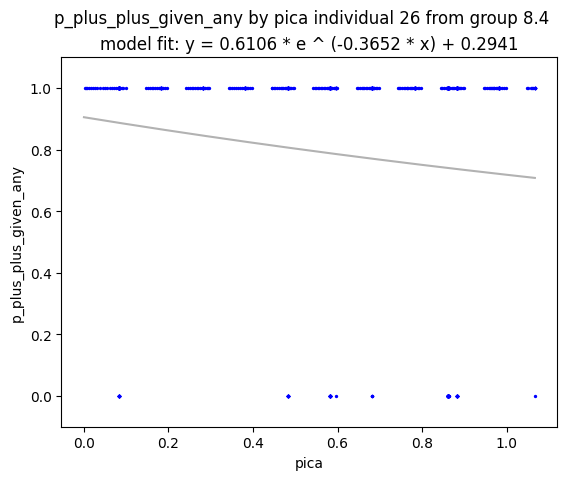 p_plus_plus_given_any by pica individual 26 from group 8.4
model fit: y = 0.6106 * e ^ (-0.3652 * x) + 0.2941
1.0
0.8
0.6
0.4
0.2
0.0
p_plus_plus_given_any
0.0 0.2 0.4 0.6 0.8 1.0
pica